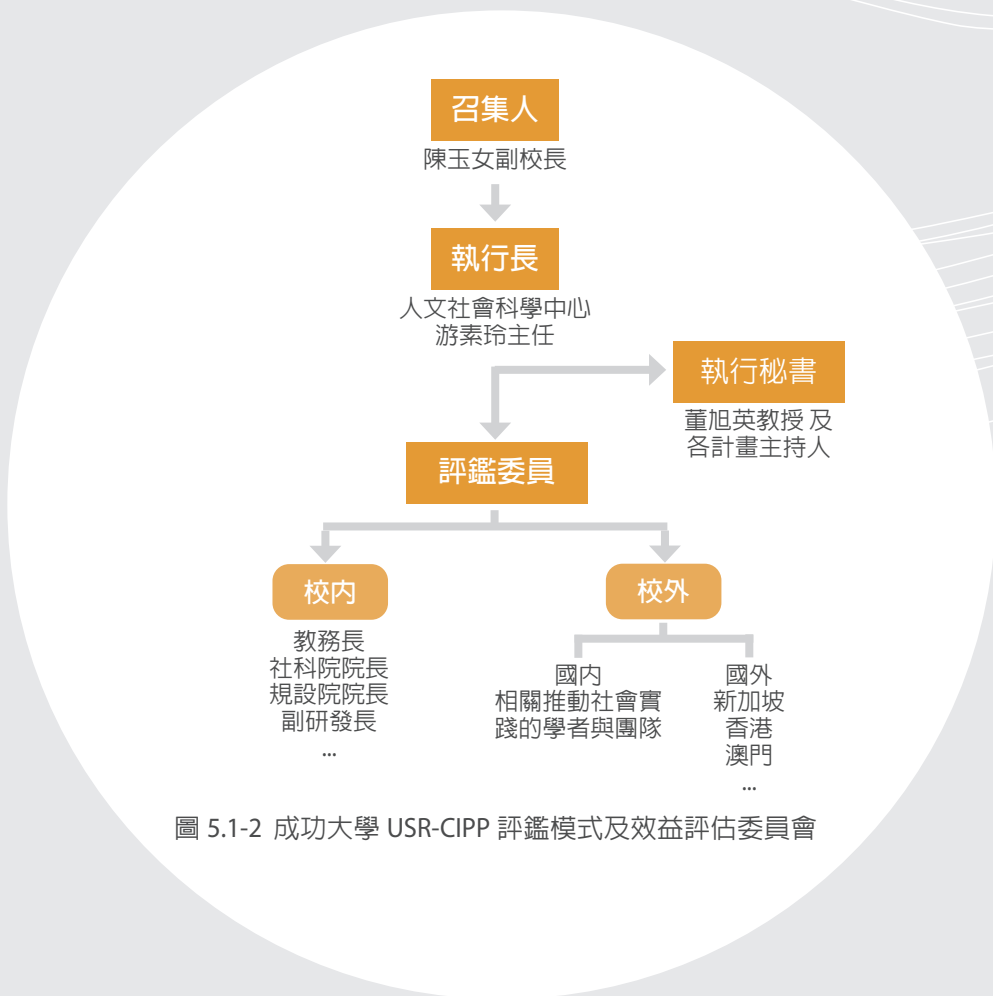 召集人
陳玉女副校長
執行長
人文社會科學中心
游素玲主任
執行秘書
董旭英教授 及
各計畫主持人
評鑑委員
校內
教務長
社科院院長
規設院院長
副研發長
...
校外
國內
相關推動社會實
踐的學者與團隊
國外
新加坡
香港
澳門
...
圖 5.1-2 成功大學 USR-CIPP 評鑑模式及效益評估委員會